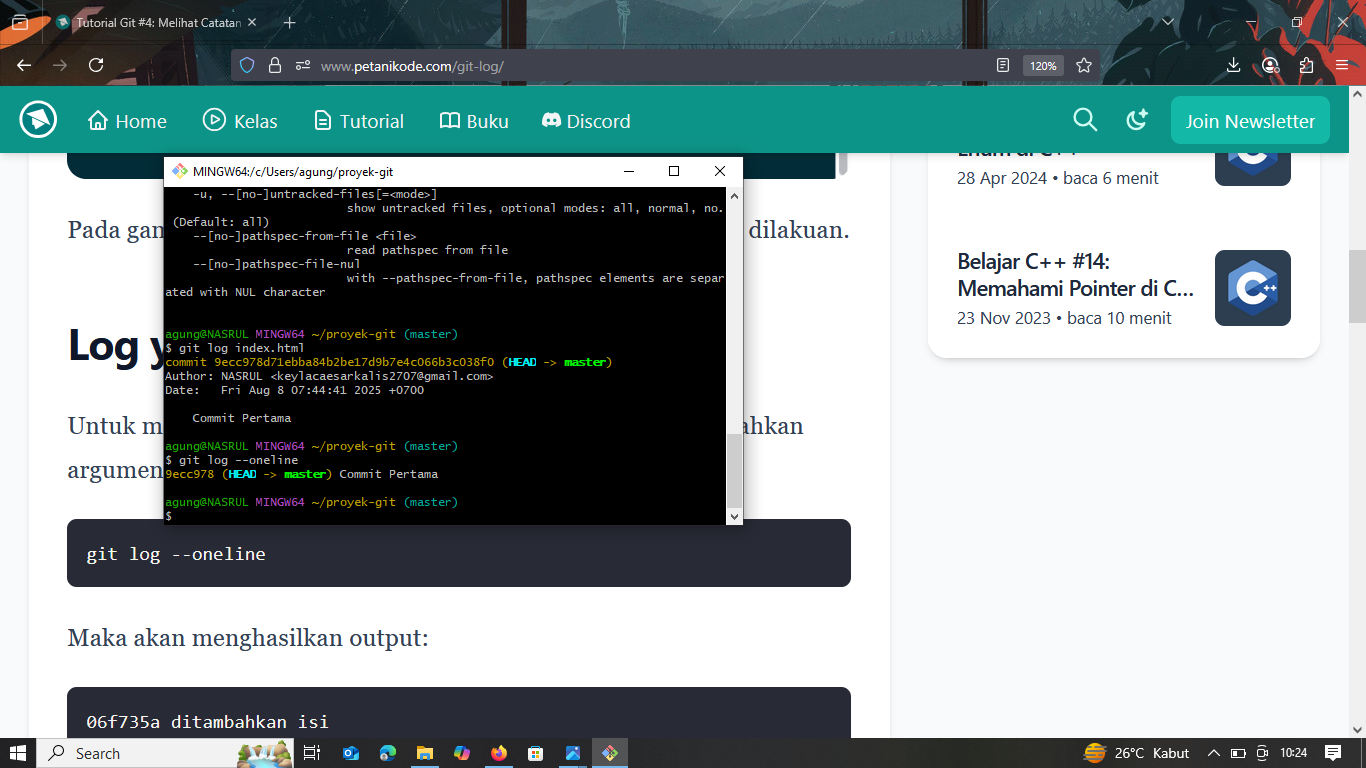 Tutorial Git #4: Melihat Catatan
www.petanikode.com/git-log/
120%
Home
Kelas
Tutorial
Buku
Discord
Join Newsletter
28 Apr 2024 • baca 6 menit
Belajar C++ #14:
Memahami Pointer di C...
23 Nov 2023 • baca 10 menit
Pada
dilakuan.
Log
Untuk
argumen
MINGW64:/c/Users/agung/proyek-git
-u, --[no-]untracked-files[=<mode>]
show untracked files, optional modes: all, normal, no.
(Default: all)
--[no-]pathspec-from-file <file>
read pathspec from file
--[no-]pathspec-file-nul
with --pathspec-from-file, pathspec elements are separ
ated with NUL character
agung@NASRUL MINGW64 ~/proyek-git (master)
$ git log index.html
commit 9ecc978d71ebba84b2be17d9b7e4c066b3c038f0 (HEAD -> master)
Author: NASRUL <keylacaesarkalis2707@gmail.com>
Date:   Fri Aug 8 07:44:41 2025 +0700
Commit Pertama
agung@NASRUL MINGW64 ~/proyek-git (master)
$ git log --oneline
9ecc978 (HEAD -> master) Commit Pertama
agung@NASRUL MINGW64 ~/proyek-git (master)
$
git log --oneline
Maka akan menghasilkan output:
06f735a ditambahkan isi
Search
26°C Kabut
10:24